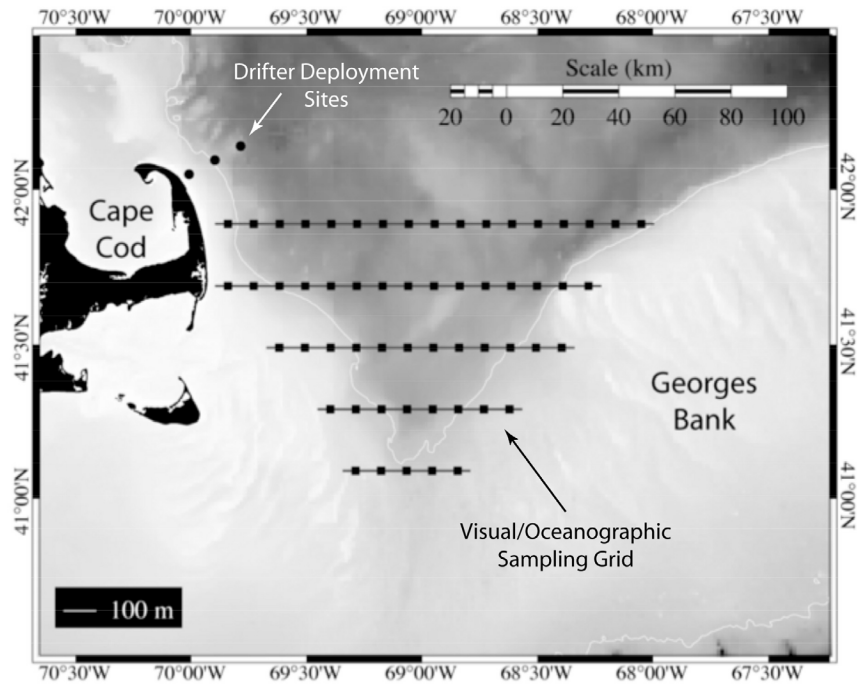 70°30'W 70°00'W 69°30'W 69°00'W 68°30'W 68°00'W 67°30'W
Drifter Deployment
Sites
Scale (km)
20 0 20 40 60 80 100
42°00'N
42°00'N
Cape
Cod
41°30'N
41°30'N
Georges
Bank
41°00'N
41°00'N
Visual/Oceanographic
Sampling Grid
100 m
70°30'W 70°00'W 69°30'W 69°00'W 68°30'W 68°00'W 67°30'W